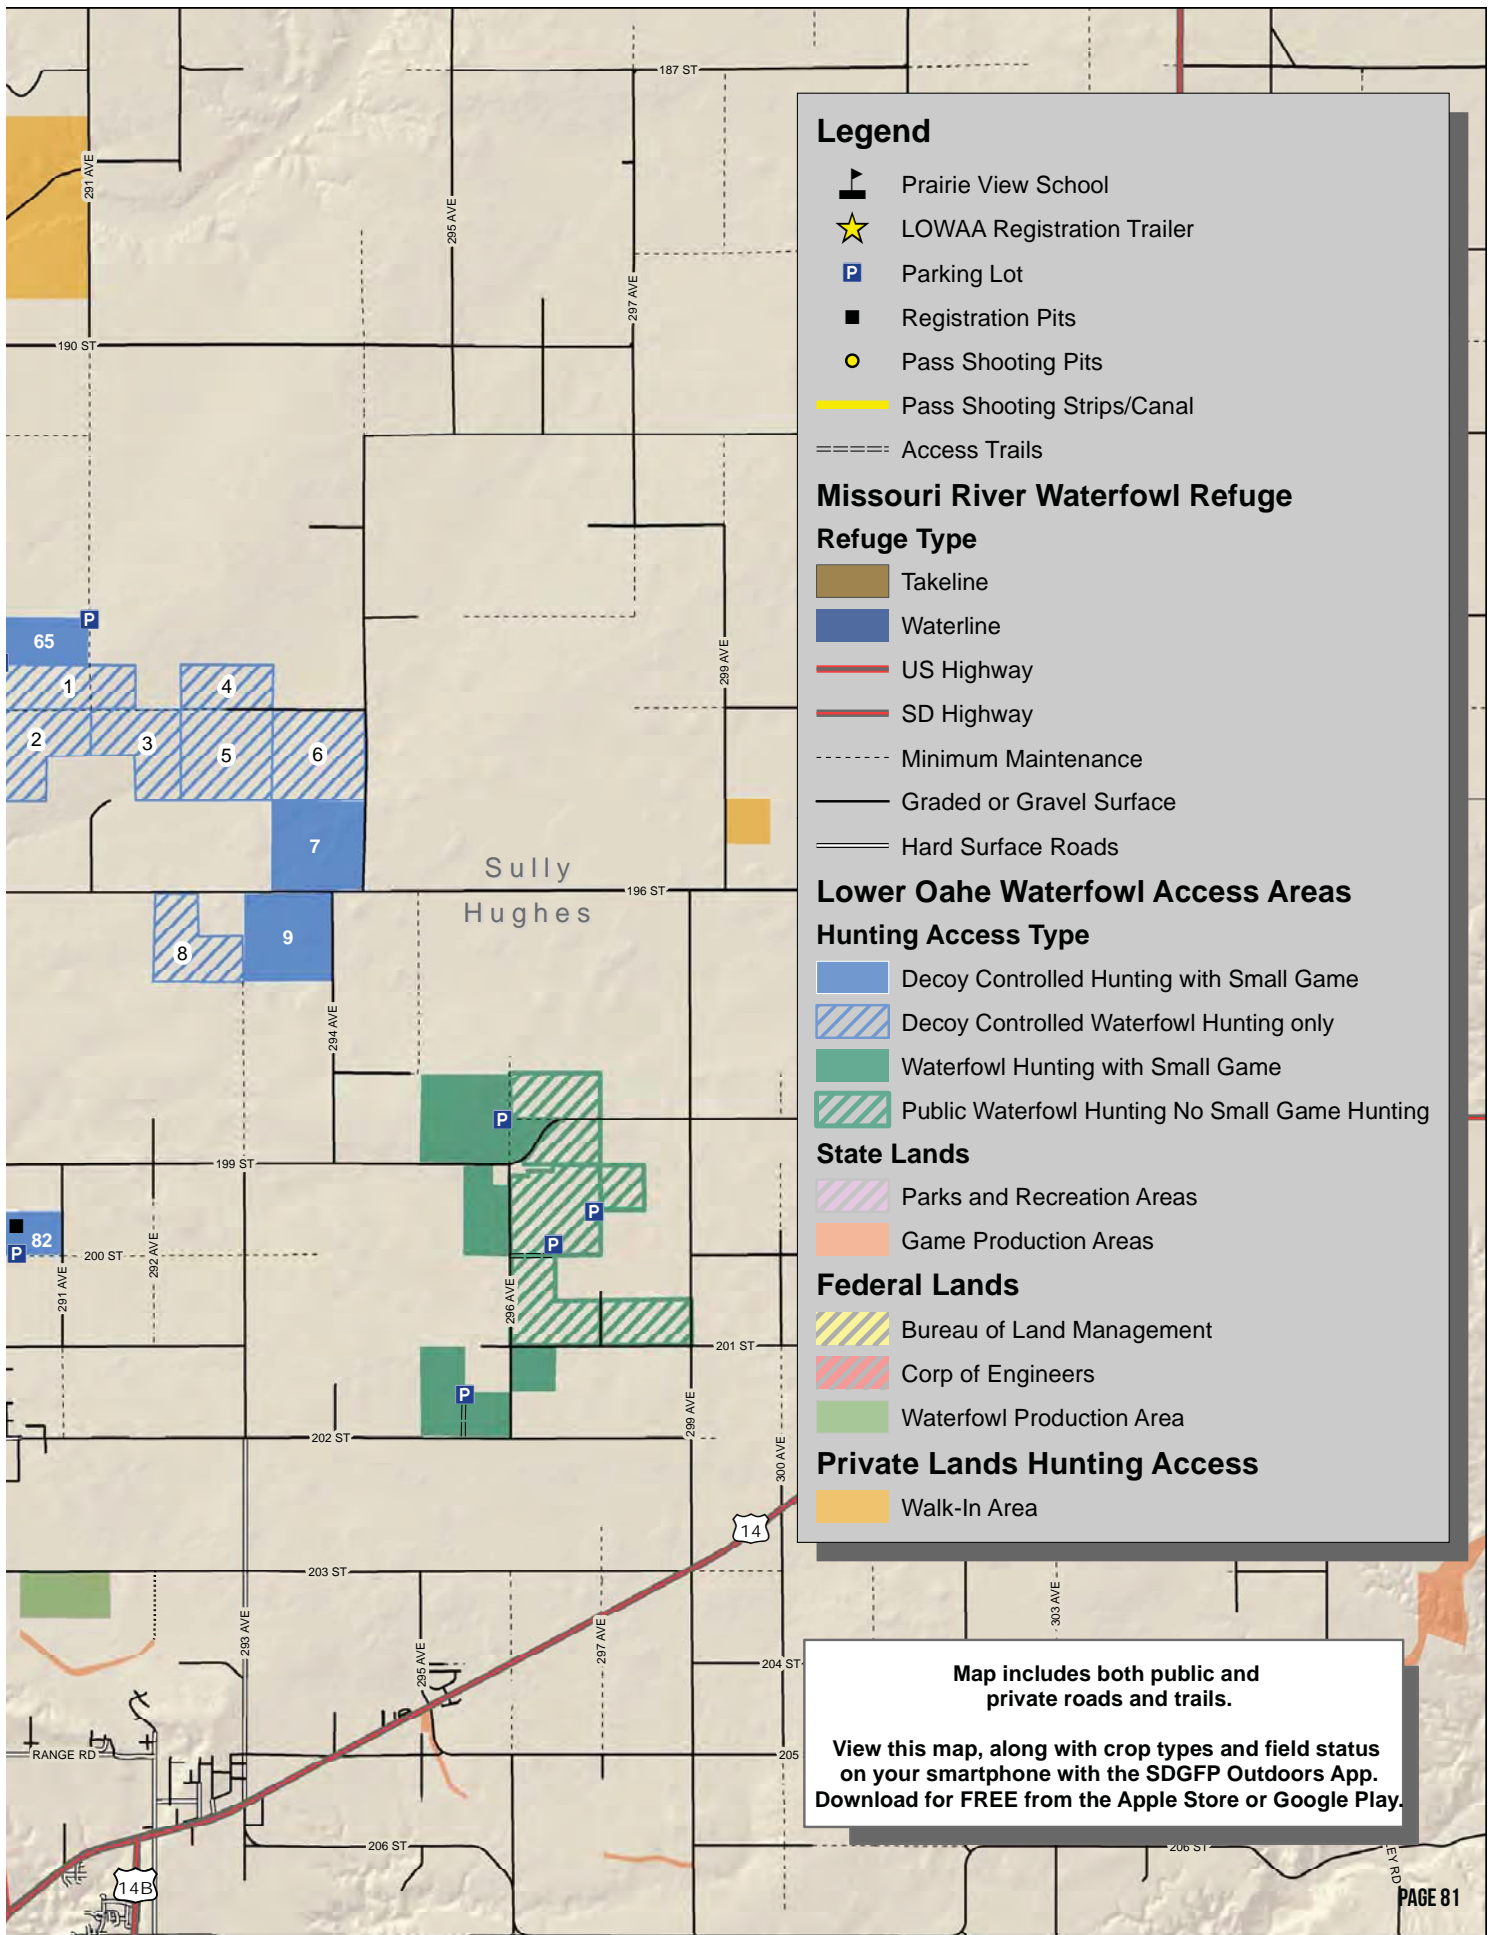 187 ST
291 AVE
295 AVE
297 AVE
190 ST
65
1
4
2
3
5
6
299 AVE
7
Sully
196 ST
Hughes
9
8
294 AVE
199 ST
82
200 ST
292 AVE
291 AVE
296 AVE
201 ST
299 AVE
202 ST
300 AVE
14
203 ST
303 AVE
293 AVE
295 AVE
297 AVE
204 ST
RANGE RD
205
206 ST
206 ST
EY RD
14B
P
P
P
P
P
P
Legend
Prairie View School
LOWAA Registration Trailer
P Parking Lot
Registration Pits
Pass Shooting Pits
Pass Shooting Strips/Canal
Access Trails
Missouri River Waterfowl Refuge
Refuge Type
Takeline
Waterline
US Highway
SD Highway
Minimum Maintenance
Graded or Gravel Surface
Hard Surface Roads
Lower Oahe Waterfowl Access Areas
Hunting Access Type
Decoy Controlled Hunting with Small Game
Decoy Controlled Waterfowl Hunting only
Waterfowl Hunting with Small Game
Public Waterfowl Hunting No Small Game Hunting
State Lands
Parks and Recreation Areas
Game Production Areas
Federal Lands
Bureau of Land Management
Corp of Engineers
Waterfowl Production Area
Private Lands Hunting Access
Walk-In Area
Map includes both public and
private roads and trails.
View this map, along with crop types and field status
on your smartphone with the SDGFP Outdoors App.
Download for FREE from the Apple Store or Google Play.
PAGE 81